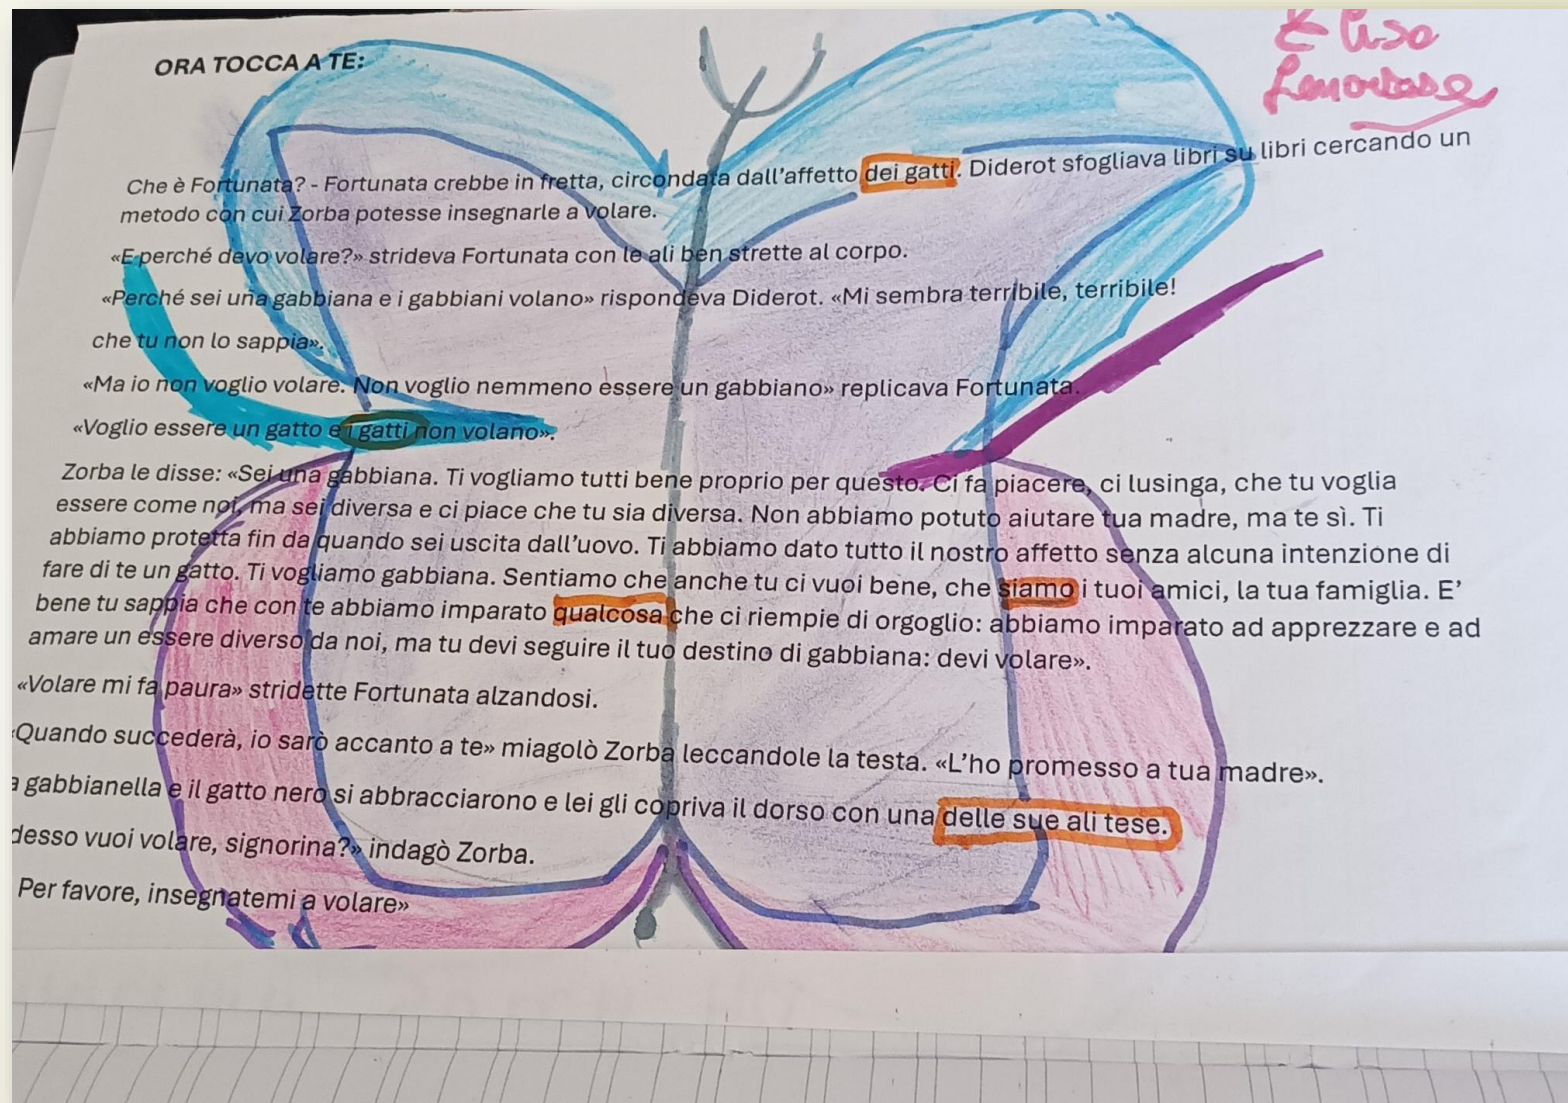 ORA TOCCA A TE:
Elisa
Che è Fortunata? - Fortunata crebbe in fretta, circondata dall'affetto dei gatti. Diderot sfogliava libri su libri cercando un
metodo con cui Zorba potesse insegnarle a volare.
«E perché devo volare?» strideva Fortunata con le ali ben strette al corpo.
«Perché sei una gabbiana e i gabbiani volano» rispondeva Diderot. «Mi sembra terribile, terribile!
che tu non lo sappia».
«Ma io non voglio volare. Non voglio nemmeno essere un gabbiano» replicava Fortunata.
«Voglio essere un gatto e i gatti non volano».
Zorba le disse: «Sei una gabbiana. Ti vogliamo tutti bene proprio per questo. Ci fa piacere, ci lusinga, che tu voglia
essere come noi, ma sei diversa e ci piace che tu sia diversa. Non abbiamo potuto aiutare tua madre, ma te sì. Ti
abbiamo protetta fin da quando sei uscita dall'uovo. Ti abbiamo dato tutto il nostro affetto senza alcuna intenzione di
fare di te un gatto. Ti vogliamo gabbiana. Sentiamo che anche tu ci vuoi bene, che siamo i tuoi amici, la tua famiglia. E'
bene tu sappia che con te abbiamo imparato qualcosa che ci riempie di orgoglio: abbiamo imparato ad apprezzare e ad
amare un essere diverso da noi, ma tu devi seguire il tuo destino di gabbiana: devi volare».
«Volare mi fa paura» stridette Fortunata alzandosi.
«Quando succederà, io sarò accanto a te» miagolò Zorba leccandole la testa. «L'ho promesso a tua madre».
a gabbianella e il gatto nero si abbracciarono e lei gli copriva il dorso con una delle sue ali tese.
desso vuoi volare, signorina?» indagò Zorba.
Per favore, insegnatemi a volare»